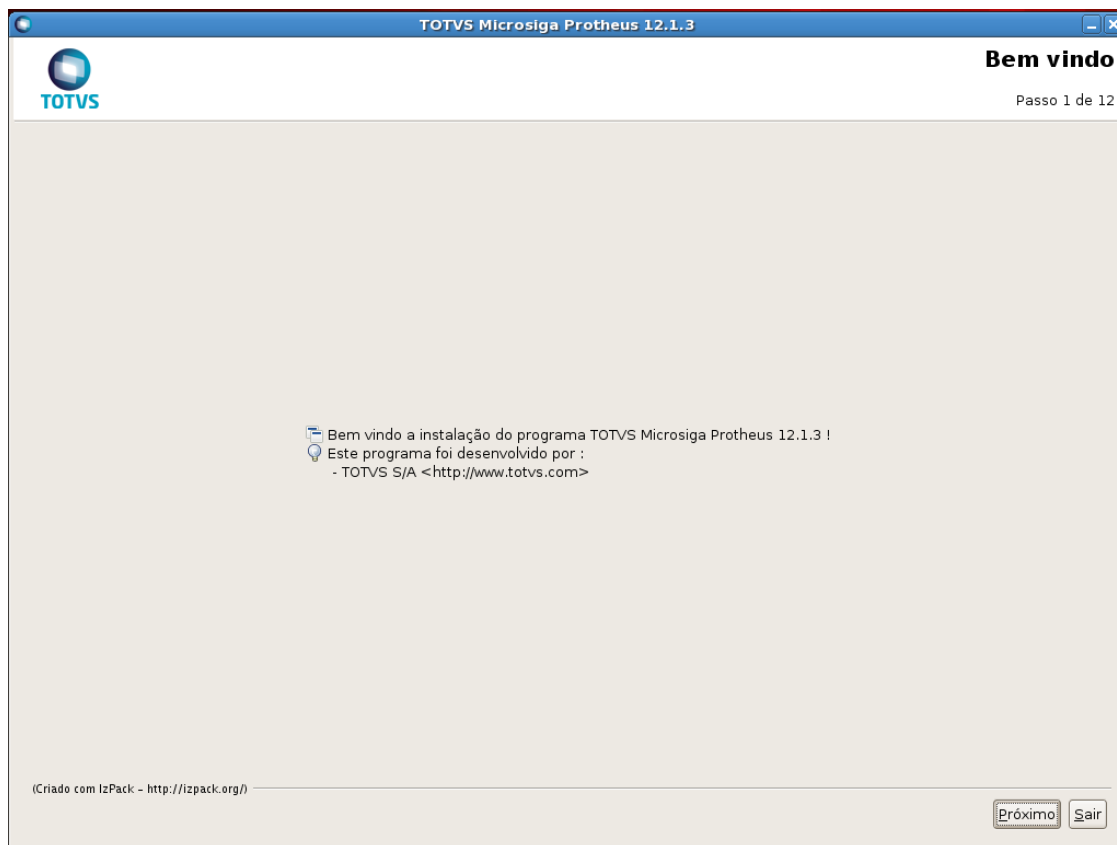 TOTVS Microsiga Protheus 12.1.3
Bem vindo
TOTVS
Passo 1 de 12
Bem vindo a instalação do programa TOTVS Microsiga Protheus 12.1.3 !
Este programa foi desenvolvido por :
- TOTVS S/A <http://www.totvs.com>
(Criado com IzPack - http://izpack.org/)
Próximo Sair